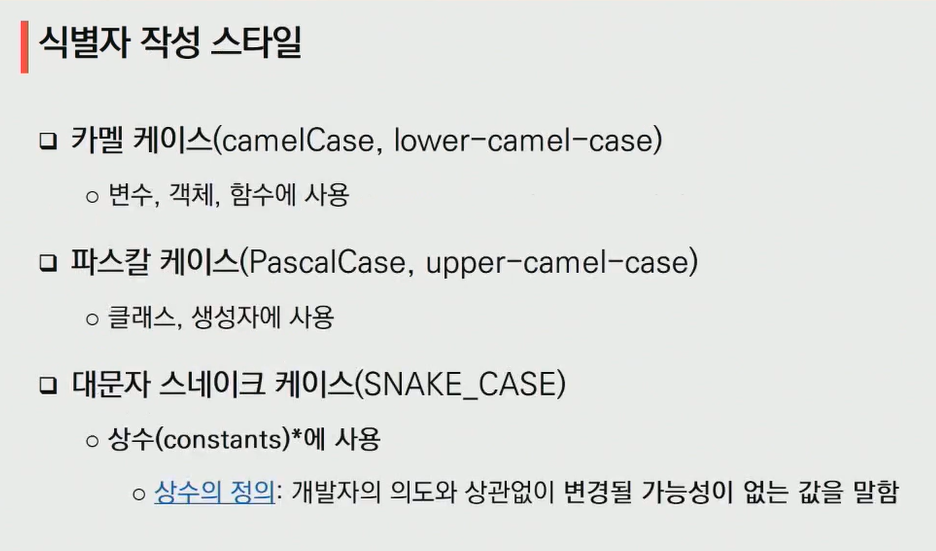 식별자 작성 스타일
❑ 카멜 케이스(camelCase, lower-camel-case)
○ 변수, 객체, 함수에 사용
❑ 파스칼 케이스(PascalCase, upper-camel-case)
○ 클래스, 생성자에 사용
❑ 대문자 스네이크 케이스(SNAKE_CASE)
○ 상수(constants)*에 사용
○ 상수의 정의: 개발자의 의도와 상관없이 변경될 가능성이 없는 값을 말함